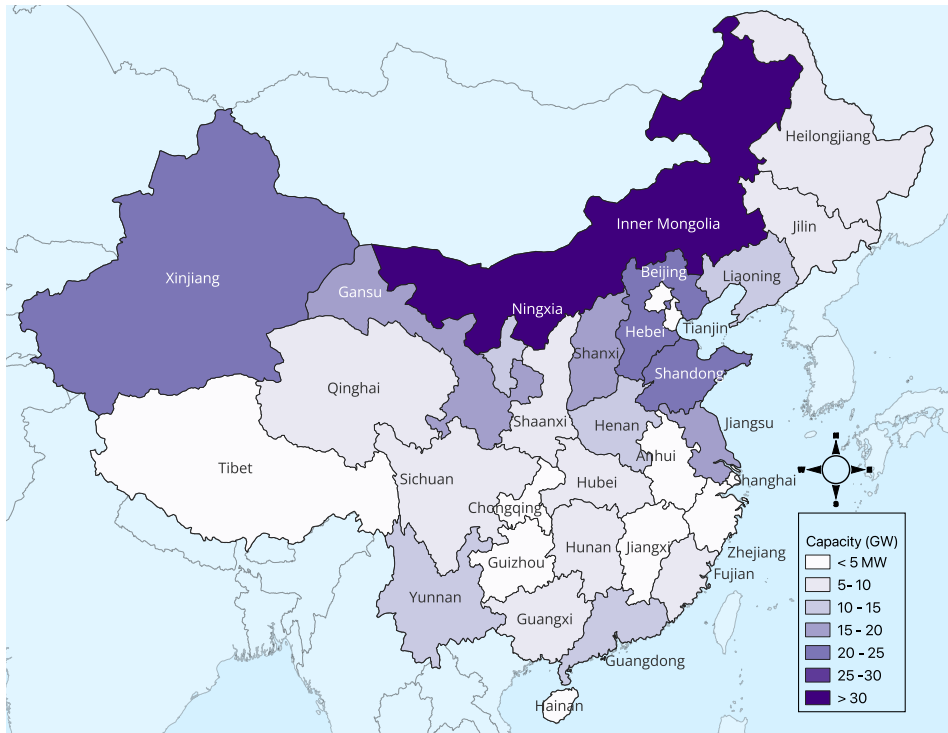 Heilongjiang
Inner Mongolia
Jilin
Xinjiang
Beijing
Liaoning
Gansu
Ningxia
Tianjin
Hebei
Shanxi
Shandong
Qinghai
Shaanxi
Henan
Jiangsu
Anhui
Tibet
Sichuan
Hubei
Shanghai
Chongqing
Guizhou
Hunan
Jiangxi
Zhejiang
Fujian
Yunnan
Guangxi
Guangdong
Hainan
Capacity (GW)
< 5 MW
5-10
10 - 15
15 - 20
20 - 25
25 -30
> 30